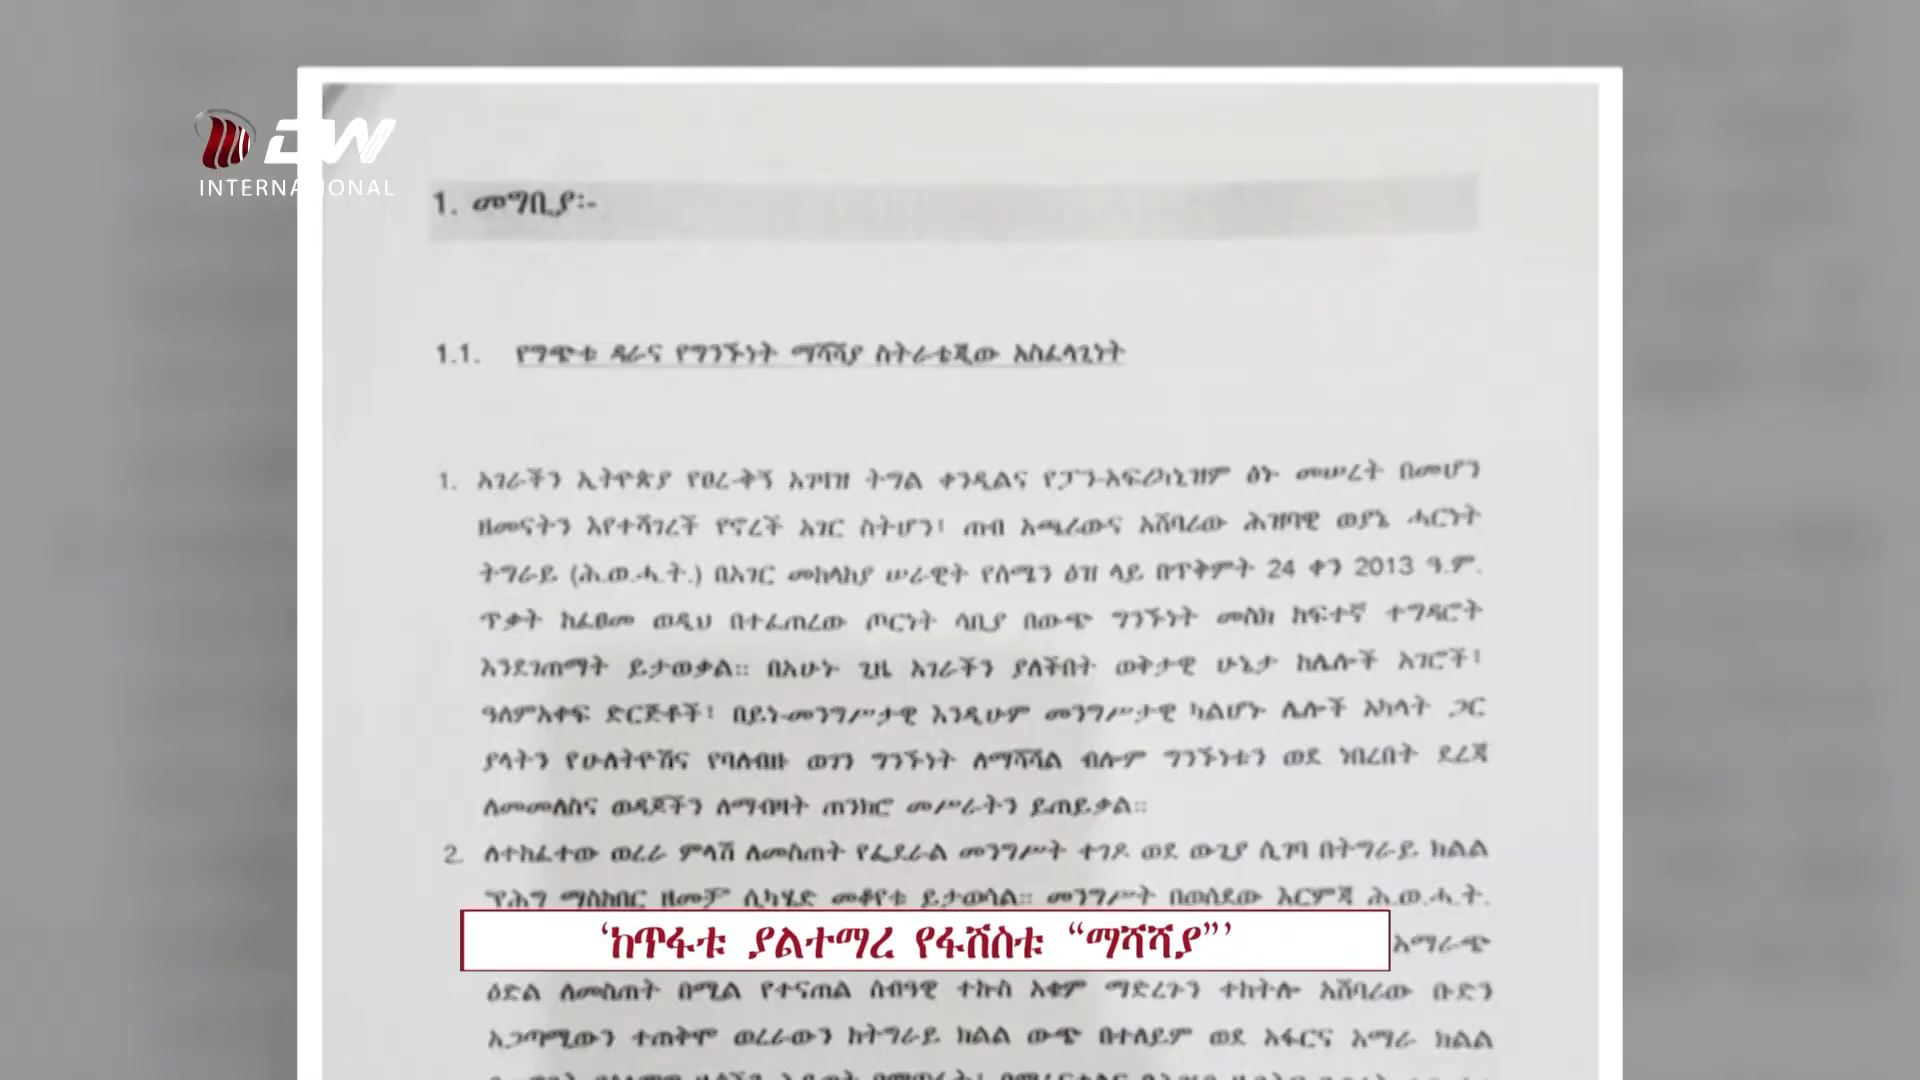 DW
INTERNATIONAL
1. መግቢያ፡-
1.1. የግጭቱ ዳራና የግንኙነት ማሻሻያ ስትራቴጂው አስፈላጊነት
1. አገራችን ኢትዮጵያ የፀረ-ቅኝ አገዛዝ ትግል ቀንዲልና የፓን-አፍሪካኒዝም ፅኑ መሠረት በመሆን
ዘመናትን እየተሻገረች የኖረች አገር ስትሆን፣ ጠብ አጫሪውና አሸባሪው ሕዝባዊ ወያኔ ሓርነት
ትግራይ (ሕ.ወ.ሓ.ት.) በአገር መከላከያ ሠራዊት የሰሜን ዕዝ ላይ በጥቅምት 24 ቀን 2013 ዓ.ም.
ጥቃት ከፈፀመ ወዲህ በተፈጠረው ጦርነት ሳቢያ በውጭ ግንኙነት መስክ ከፍተኛ ተግዳሮት
እንደገጠማት ይታወቃል። በአሁኑ ጊዜ አገራችን ያለችበት ወቅታዊ ሁኔታ ከሌሎች አገሮች፣
ዓለምአቀፍ ድርጅቶች፣ በይነ-መንግሥታዊ እንዲሁም መንግሥታዊ ካልሆኑ ሌሎች አካላት ጋር
ያላትን የሁለትዮሽና የባለብዙ ወገን ግንኙነት ለማሻሻል ብሎም ግንኙነቱን ወደ ነበረበት ደረጃ
ለመመለስና ወዳጆችን ለማብዛት ጠንክሮ መሥራትን ይጠይቃል።
2. ለተከፈተው ወረራ ምላሽ ለመስጠት የፌደራል መንግሥት ተገዶ ወደ ውጊያ ሲገባ በትግራይ ክልል
የሕግ ማስከበር ዘመቻ ሲካሄድ መቆየቱ ይታወሳል። መንግሥት በወሰደው እርምጃ ሕ.ወ.ሓ.ት.
‘ከጥፋቱ ያልተማረ የፋሽስቱ “ማሻሻያ”’
አማራጭ
ዕድል ለመስጠት በሚል የተናጠል ሰብዓዊ ተኩስ አቁም ማድረጉን ተከትሎ አሸባሪው ቡድን
አጋጣሚውን ተጠቅሞ ወረራውን ከትግራይ ክልል ውጭ በተለይም ወደ አፋርና አማራ ክልል